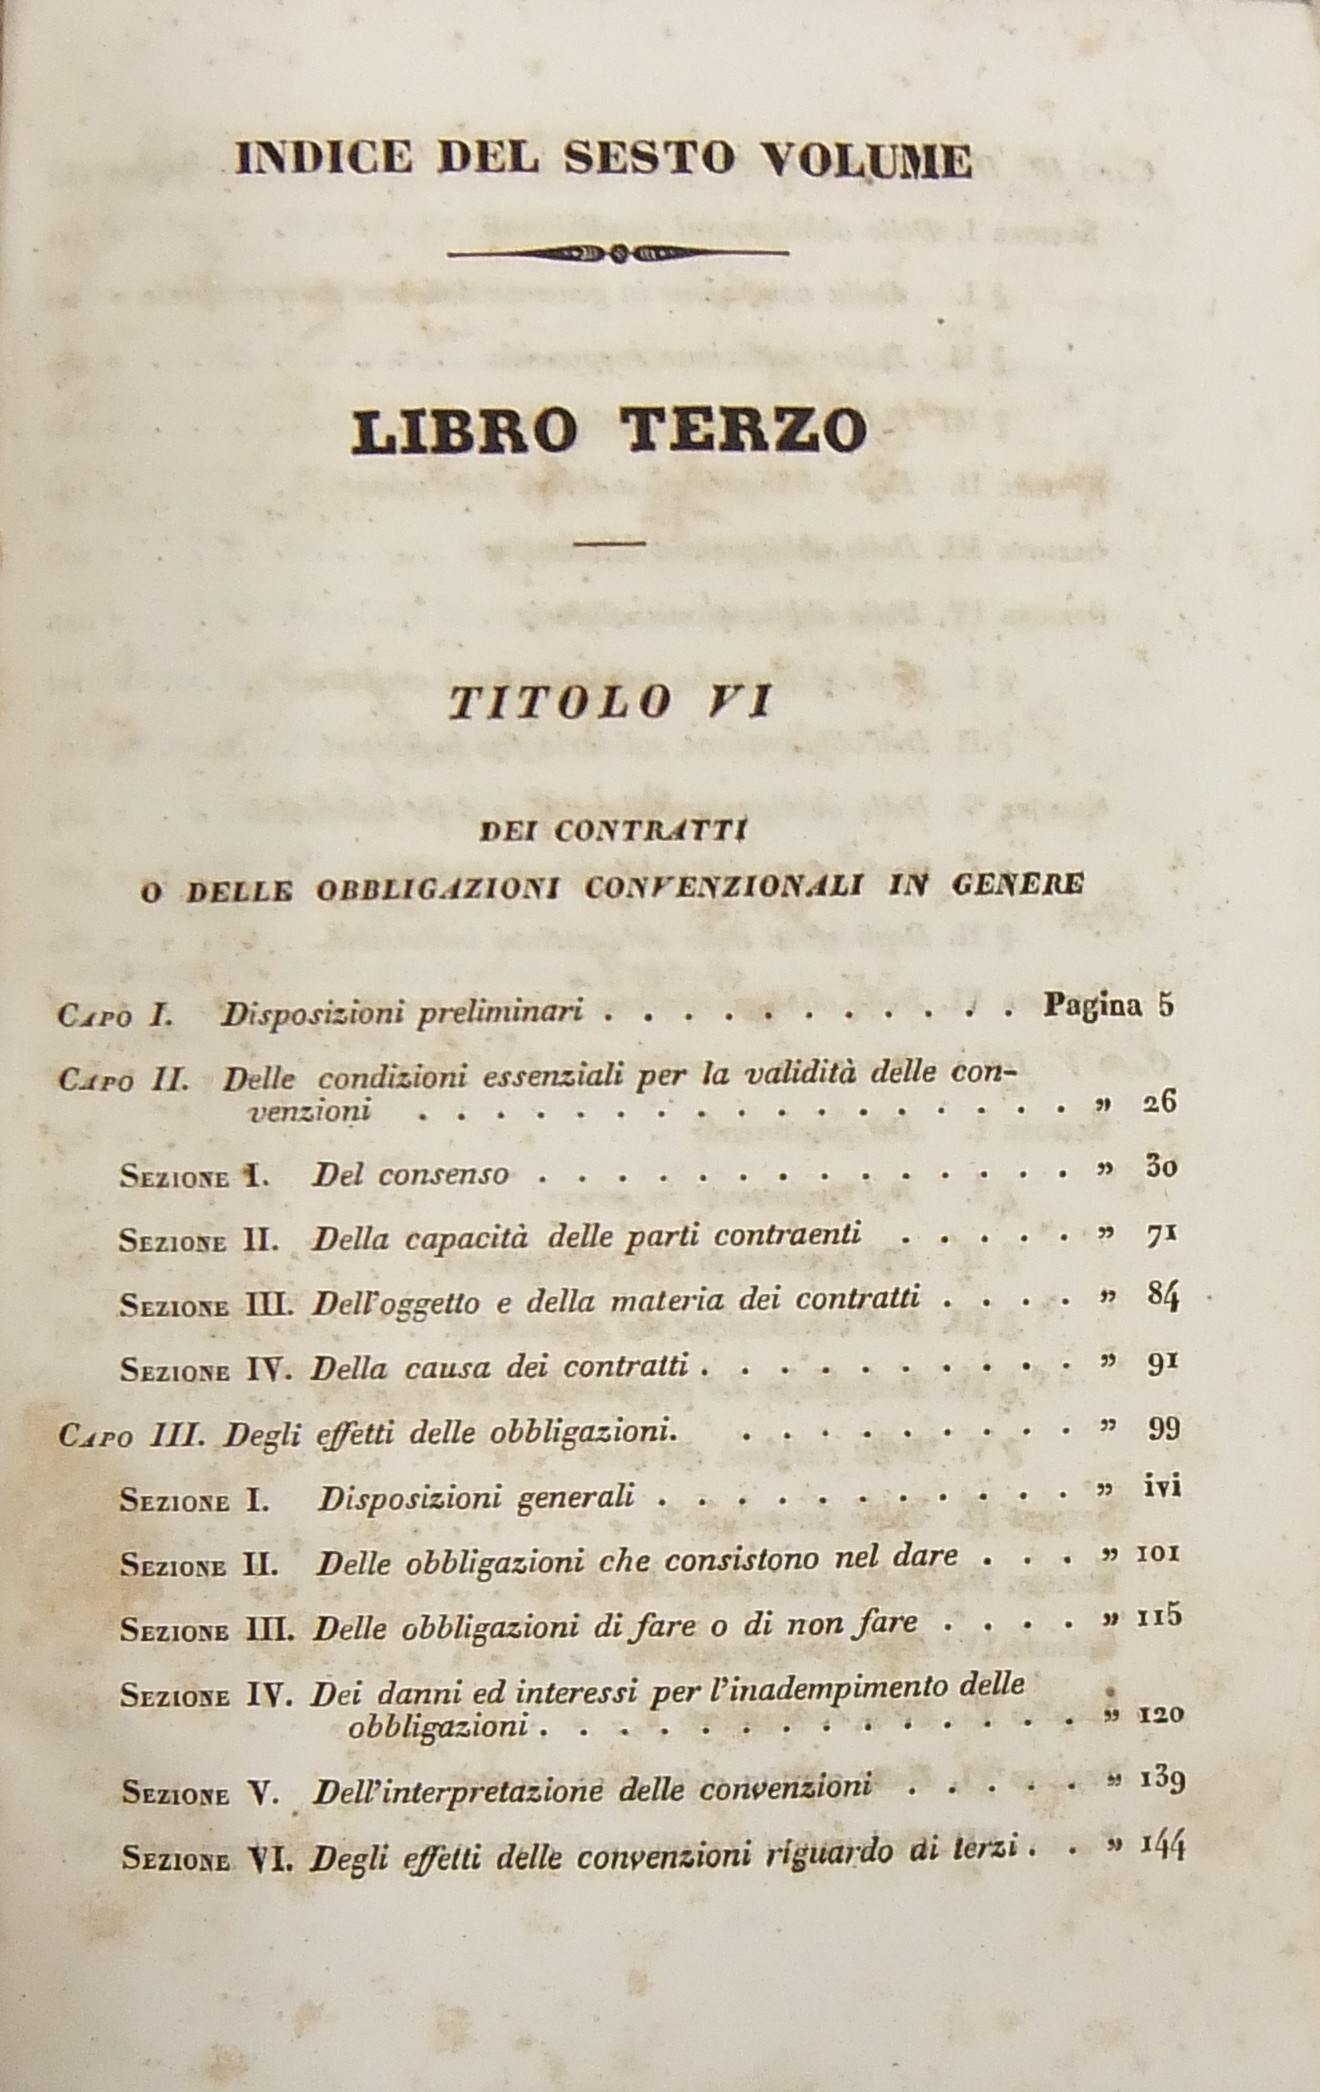 INDICE DEL SESTO VOLUME
LIBRO TERZO
TITOLO VI
DEI CONTRATTI
O DELLE OBBLIGAZIONI CONVENZIONALI IN GENERE
CAPO I. Disposizioni preliminari . . . . . . . . . . . Pagina 5
CAPO II. Delle condizioni essenziali per la validità delle con-
venzioni . . . . . . . . . . . . . . . . . » 26
SEZIONE I. Del consenso . . . . . . . . . . . . . . » 30
SEZIONE II. Della capacità delle parti contraenti . . . . . » 71
SEZIONE III. Dell'oggetto e della materia dei contratti . . . . » 84
SEZIONE IV. Della causa dei contratti . . . . . . . . . . » 91
CAPO III. Degli effetti delle obbligazioni. . . . . . . . . . » 99
SEZIONE I. Disposizioni generali . . . . . . . . . . . » ivi
SEZIONE II. Delle obbligazioni che consistono nel dare . . . » 101
SEZIONE III. Delle obbligazioni di fare o di non fare . . . . » 115
SEZIONE IV. Dei danni ed interessi per l'inadempimento delle
obbligazioni . . . . . . . . . . . . . . » 120
SEZIONE V. Dell'interpretazione delle convenzioni . . . . . » 139
SEZIONE VI. Degli effetti delle convenzioni riguardo di terzi . . » 144